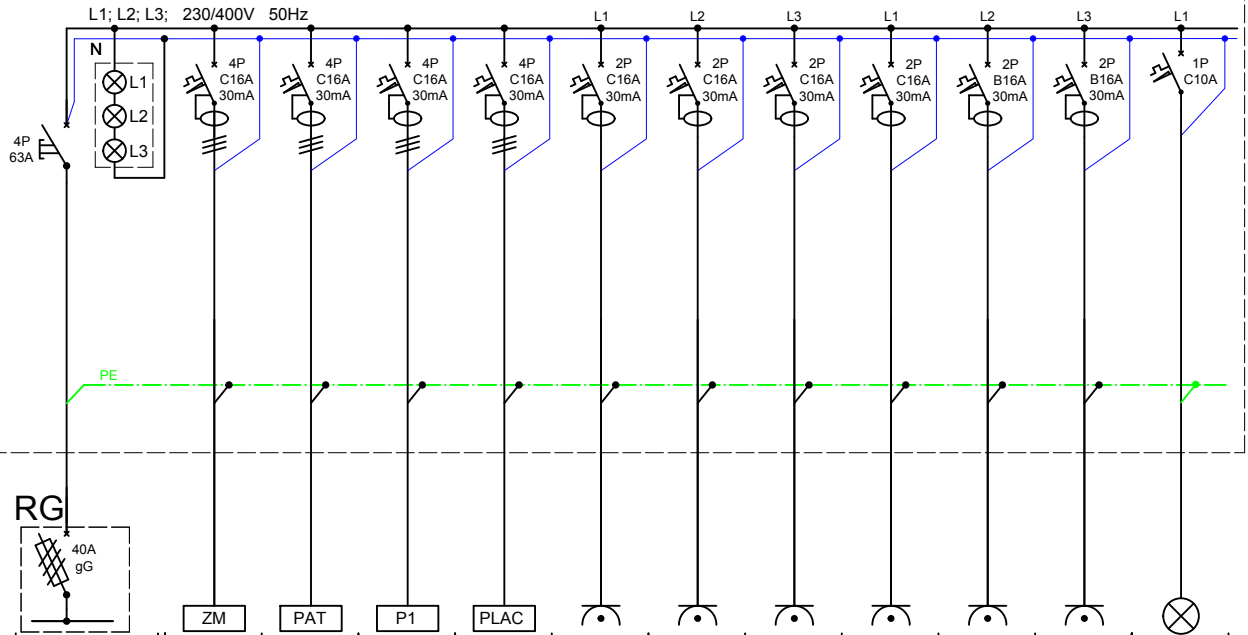 L1; L2; L3; 230/400V 50Hz
L1 L2 L3 L1 L2 L3 L1
N
4P
63A
L1
L2
L3
4P
C16A
30mA
4P
C16A
30mA
4P
C16A
30mA
4P
C16A
30mA
2P
C16A
30mA
2P
C16A
30mA
2P
C16A
30mA
2P
C16A
30mA
2P
B16A
30mA
2P
B16A
30mA
1P
C10A
PE
RG
40A
gG
ZM PAT P1 PLAC